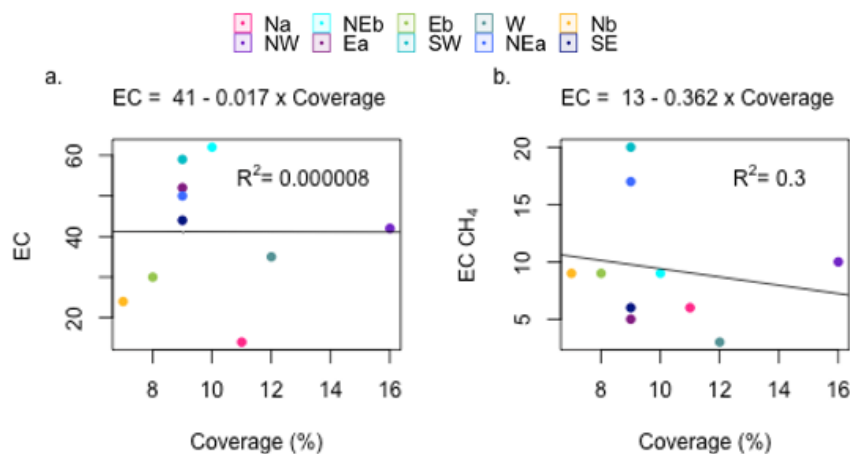 Na NEb Eb W Nb
NW Ea SW NEa SE
a.
EC = 41 - 0.017 x Coverage
R²= 0.000008
EC
20 40 60
8 10 12 14 16
Coverage (%)
b.
EC = 13 - 0.362 x Coverage
R²= 0.3
EC CH₄
5 10 15 20
8 10 12 14 16
Coverage (%)